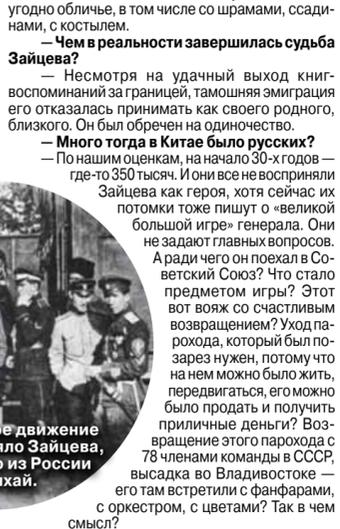 угодно обличье, в том числе со шрамами, ссади-
нами, с костылем.
— Чем в реальности завершилась судьба
Зайцева?
— Несмотря на удачный выход книг-
воспоминаний за границей, тамошняя эмиграция
его отказалась принимать как своего родного,
близкого. Он был обречен на одиночество.
— Много тогда в Китае было русских?
— По нашим оценкам, на начало 30-х годов —
где-то 350 тысяч. И они все не восприняли
Зайцева как героя, хотя сейчас их
потомки тоже пишут о «великой
большой игре» генерала. Они
не задают главных вопросов.
А ради чего он поехал в Со-
ветский Союз? Что стало
предметом игры? Этот
вот вояж со счастливым
возвращением? Уход па-
рохода, который был по-
зарез нужен, потому что
на нем можно было жить,
передвигаться, его можно
было продать и получить
приличные деньги? Воз-
вращение этого парохода с
78 членами команды в СССР,
высадка во Владивостоке —
его там встретили с фанфарами,
с оркестром, с цветами? Так в чем
смысл?
е движение
яло Зайцева,
о из России
нхай.